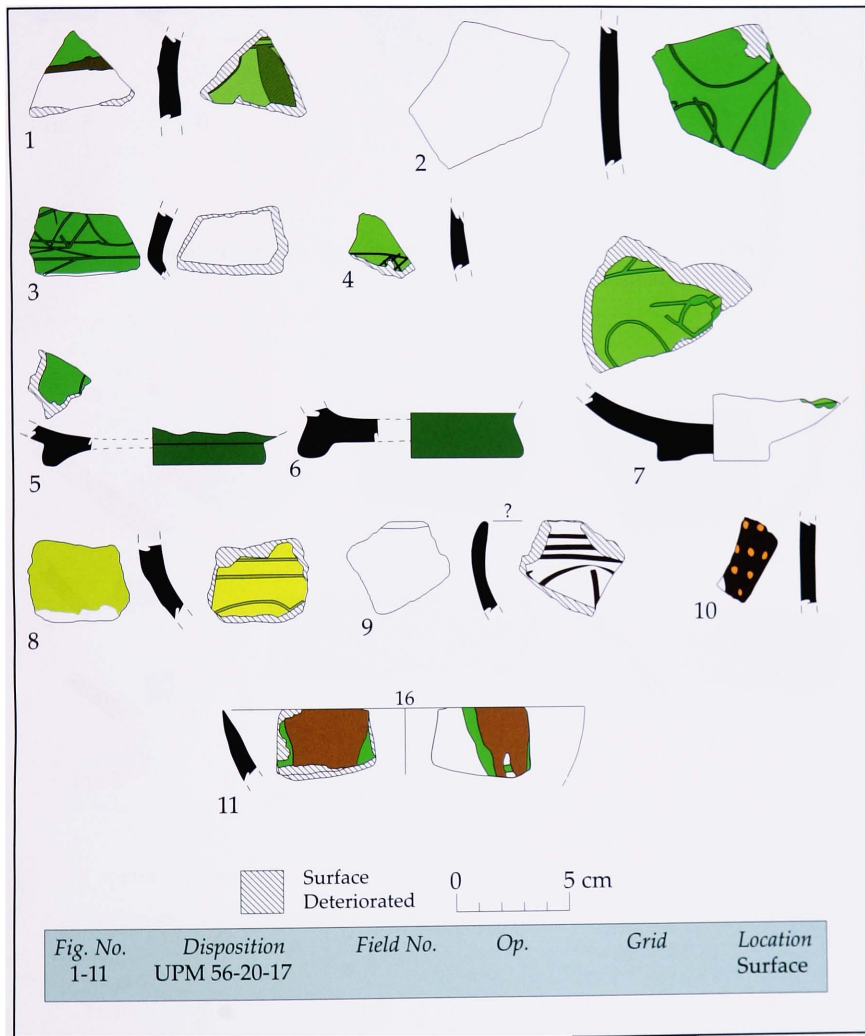 1
2
3
4
5
6
7
8
?
9
10
16
11
Surface
Deteriorated
0 5 cm
Fig. No. Disposition Field No. Op. Grid Location
1-11 UPM 56-20-17 Surface